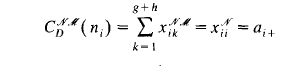 C_D^{𝒩ℳ}(n_i) = \sum_{k=1}^{g+h} x_{ik}^{𝒩ℳ} = x_{ii}^{𝒩} = a_{i+}